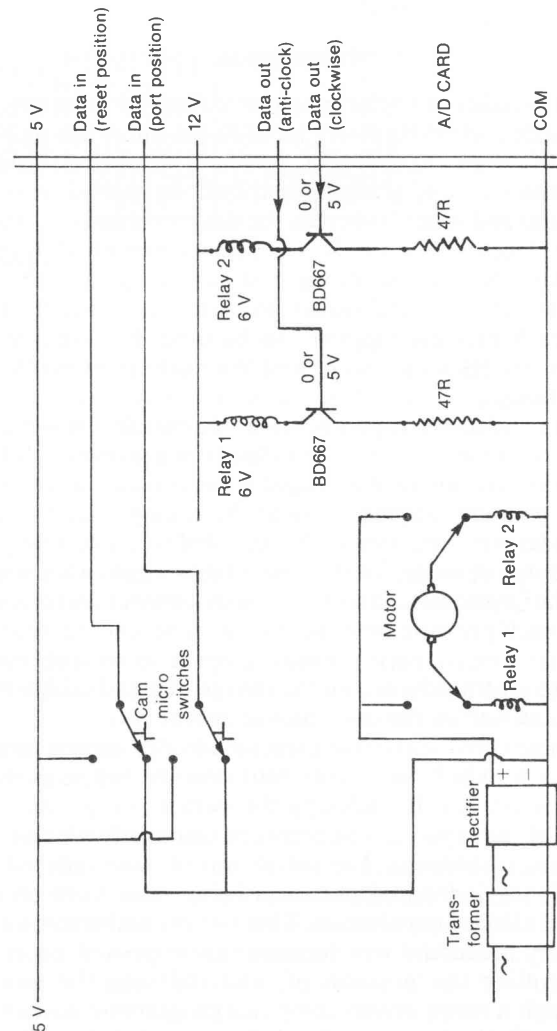 5 V
5 V
Data in
(reset position)
Data in
(port position)
12 V
Data out
(anti-clock)
Data out
(clockwise)
A/D CARD
COM
Cam
micro
switches
Relay 1
6 V
Relay 2
6 V
0 or
5 V
0 or
5 V
BD667
BD667
47R
47R
Motor
Relay 1
Relay 2
Trans-
former
Rectifier
+
−
~
~